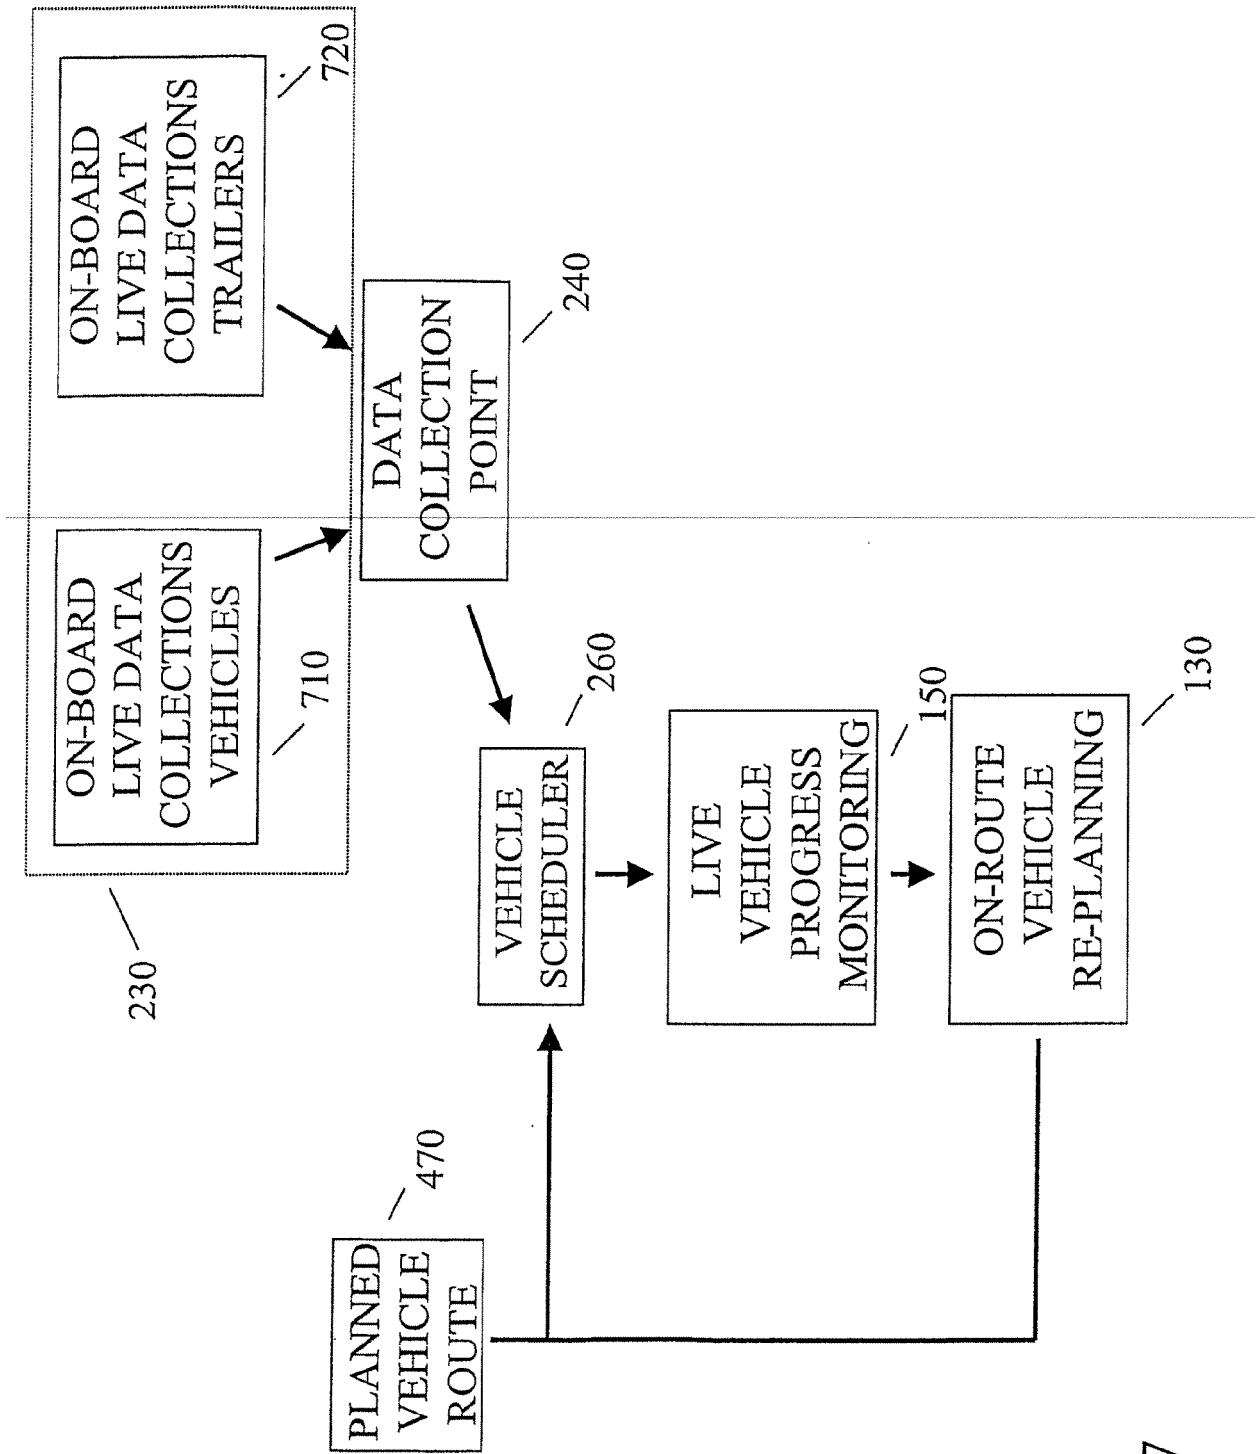 ON-BOARD
LIVE DATA
COLLECTIONS
VEHICLES
710
ON-BOARD
LIVE DATA
COLLECTIONS
TRAILERS
720
230
DATA
COLLECTION
POINT
240
PLANNED
VEHICLE
ROUTE
470
VEHICLE
SCHEDULER
260
LIVE
VEHICLE
PROGRESS
MONITORING
150
ON-ROUTE
VEHICLE
RE-PLANNING
130
7